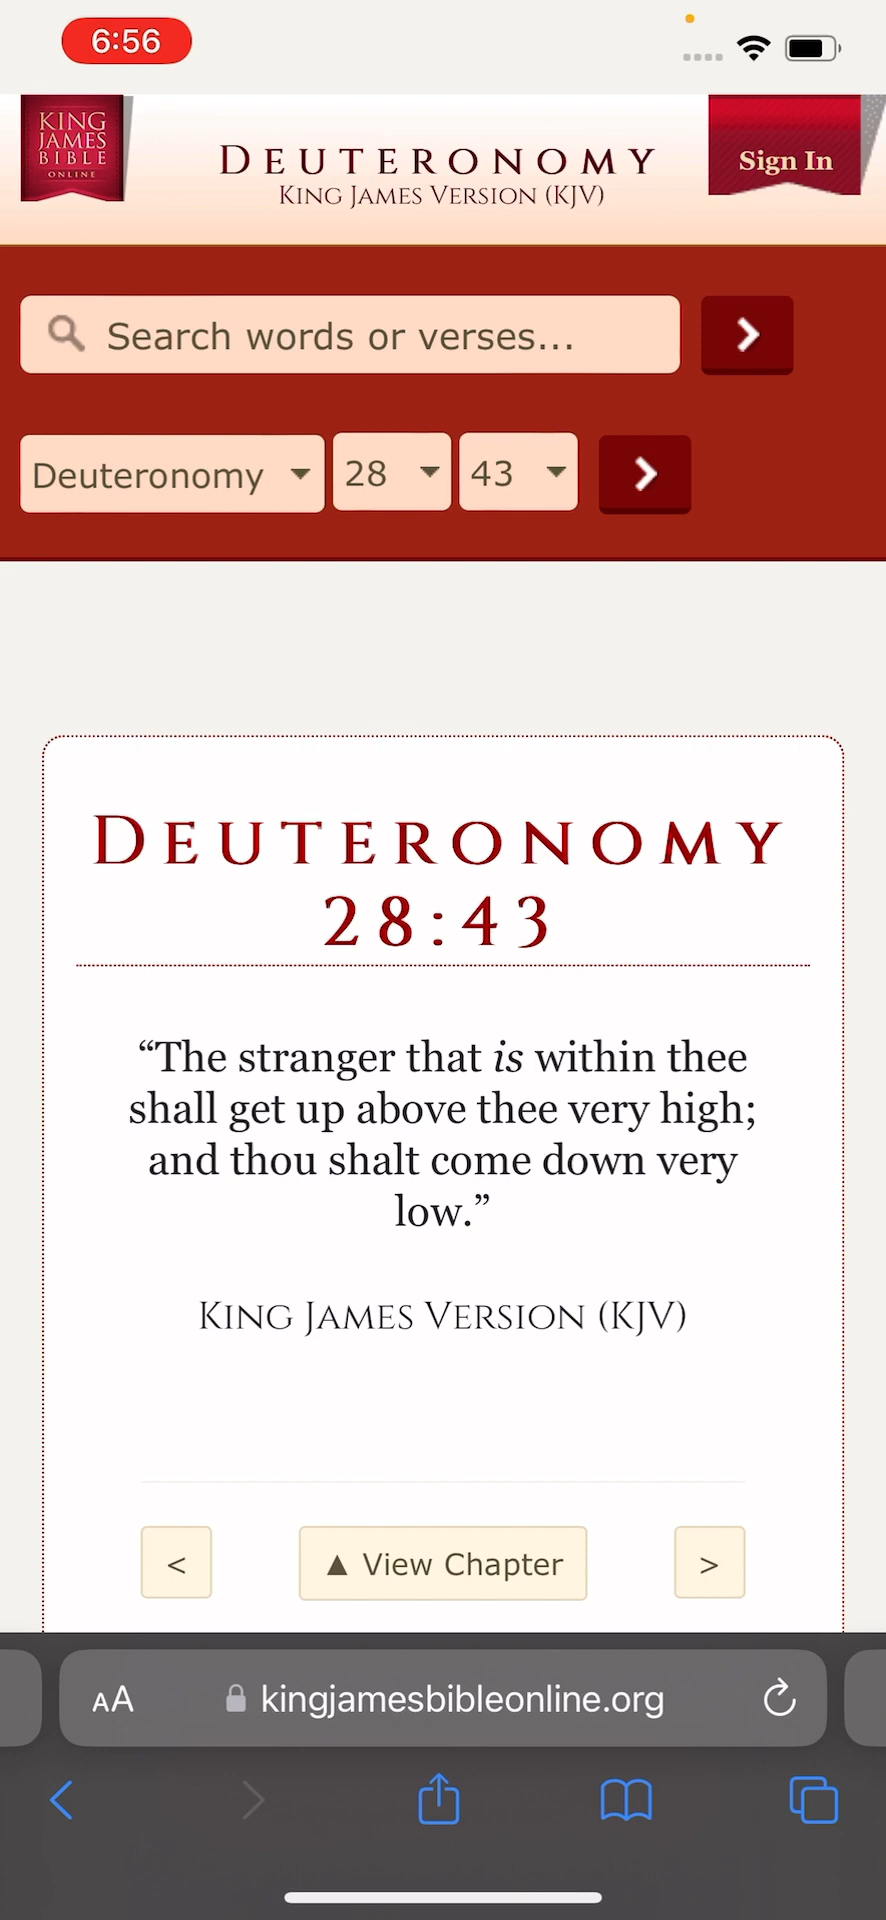 6:56
KING
JAMES
BIBLE
ONLINE
DEUTERONOMY
KING JAMES VERSION (KJV)
Sign In
Search words or verses...
Deuteronomy 28 43
DEUTERONOMY
28:43
“The stranger that is within thee
shall get up above thee very high;
and thou shalt come down very
low.”
KING JAMES VERSION (KJV)
< ▲ View Chapter >
AA kingjamesbibleonline.org